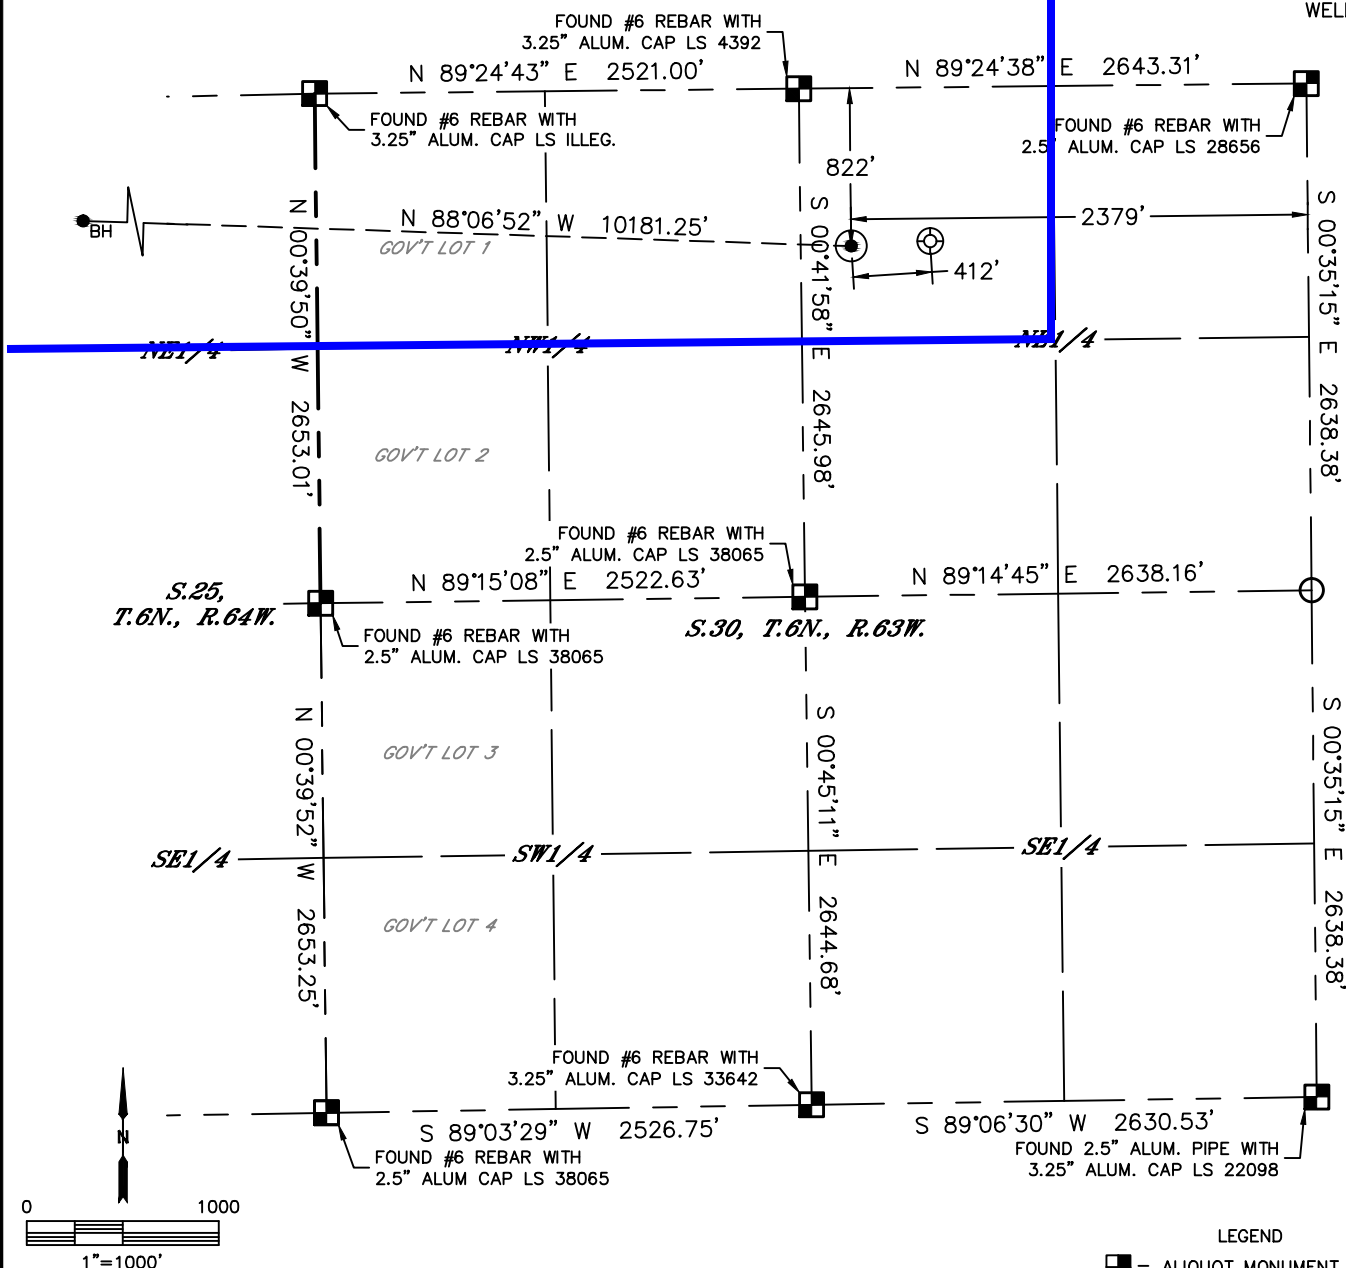 WELL
FOUND #6 REBAR WITH
3.25" ALUM. CAP LS 4392
N 89°24'43" E 2521.00'
N 89°24'38" E 2643.31'
FOUND #6 REBAR WITH
3.25" ALUM. CAP LS ILLEG.
FOUND #6 REBAR WITH
2.5" ALUM. CAP LS 28656
822'
BH
N 88°06'52" W 10181.25'
2379'
GOV'T LOT 1
412'
N 00°39'50" W 2653.01'
S 00°41'58" E 2645.98'
S 00°35'15" E 2638.38'
NE1/4
NW1/4
NE1/4
GOV'T LOT 2
FOUND #6 REBAR WITH
2.5" ALUM. CAP LS 38065
N 89°15'08" E 2522.63'
N 89°14'45" E 2638.16'
S.25,
T.6N., R.64W.
S.30, T.6N., R.63W.
FOUND #6 REBAR WITH
2.5" ALUM. CAP LS 38065
GOV'T LOT 3
N 00°39'52" W 2653.25'
S 00°45'11" E 2644.68'
S 00°35'15" E 2638.38'
SE1/4
SW1/4
SE1/4
GOV'T LOT 4
FOUND #6 REBAR WITH
3.25" ALUM. CAP LS 33642
S 89°03'29" W 2526.75'
S 89°06'30" W 2630.53'
FOUND #6 REBAR WITH
2.5" ALUM CAP LS 38065
FOUND 2.5" ALUM. PIPE WITH
3.25" ALUM. CAP LS 22098
N
0 1000
1"=1000'
LEGEND
= ALIQUOT MONUMENT